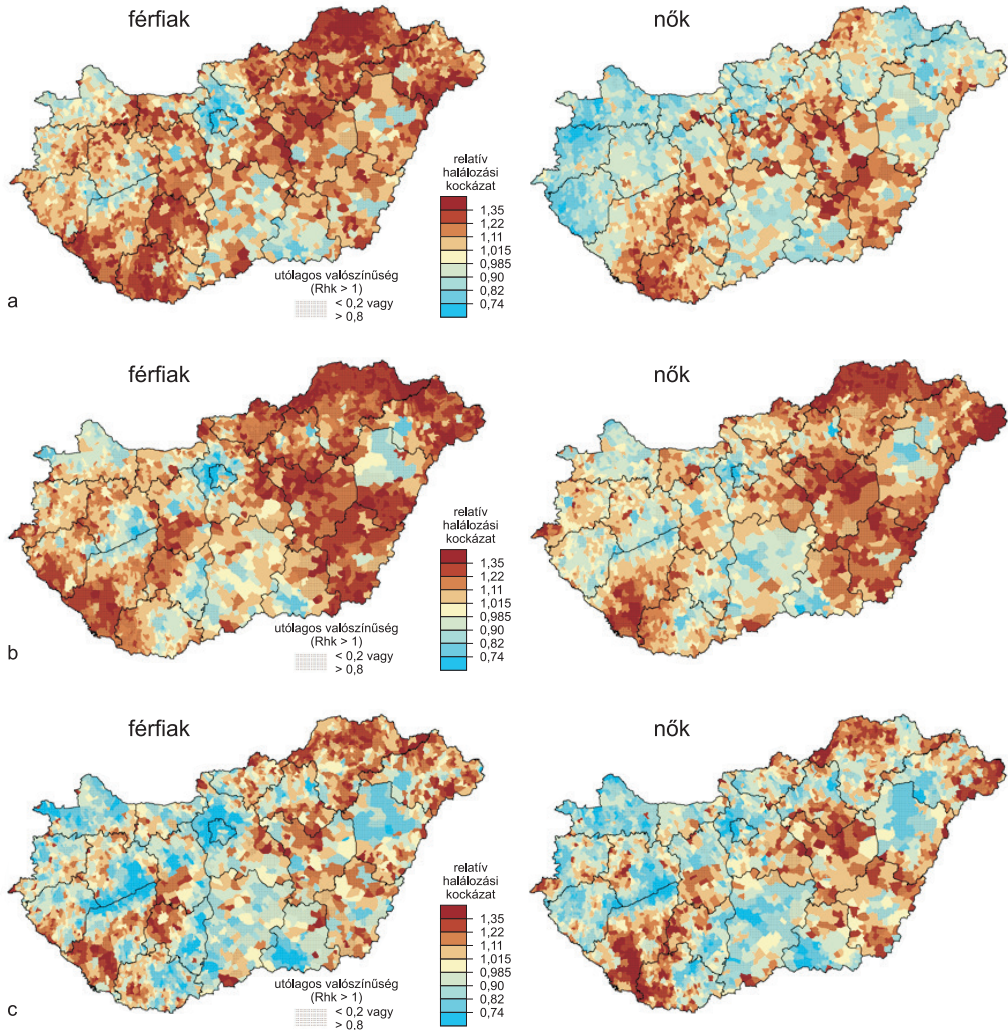 férfiak
nők
relatív
halálozási
kockázat
1,35
1,22
1,11
1,015
0,985
0,90
0,82
0,74
utólagos valószínűség
(Rhk > 1)
< 0,2 vagy
> 0,8
a
férfiak
nők
relatív
halálozási
kockázat
1,35
1,22
1,11
1,015
0,985
0,90
0,82
0,74
utólagos valószínűség
(Rhk > 1)
< 0,2 vagy
> 0,8
b
férfiak
nők
relatív
halálozási
kockázat
1,35
1,22
1,11
1,015
0,985
0,90
0,82
0,74
utólagos valószínűség
(Rhk > 1)
< 0,2 vagy
> 0.8
c